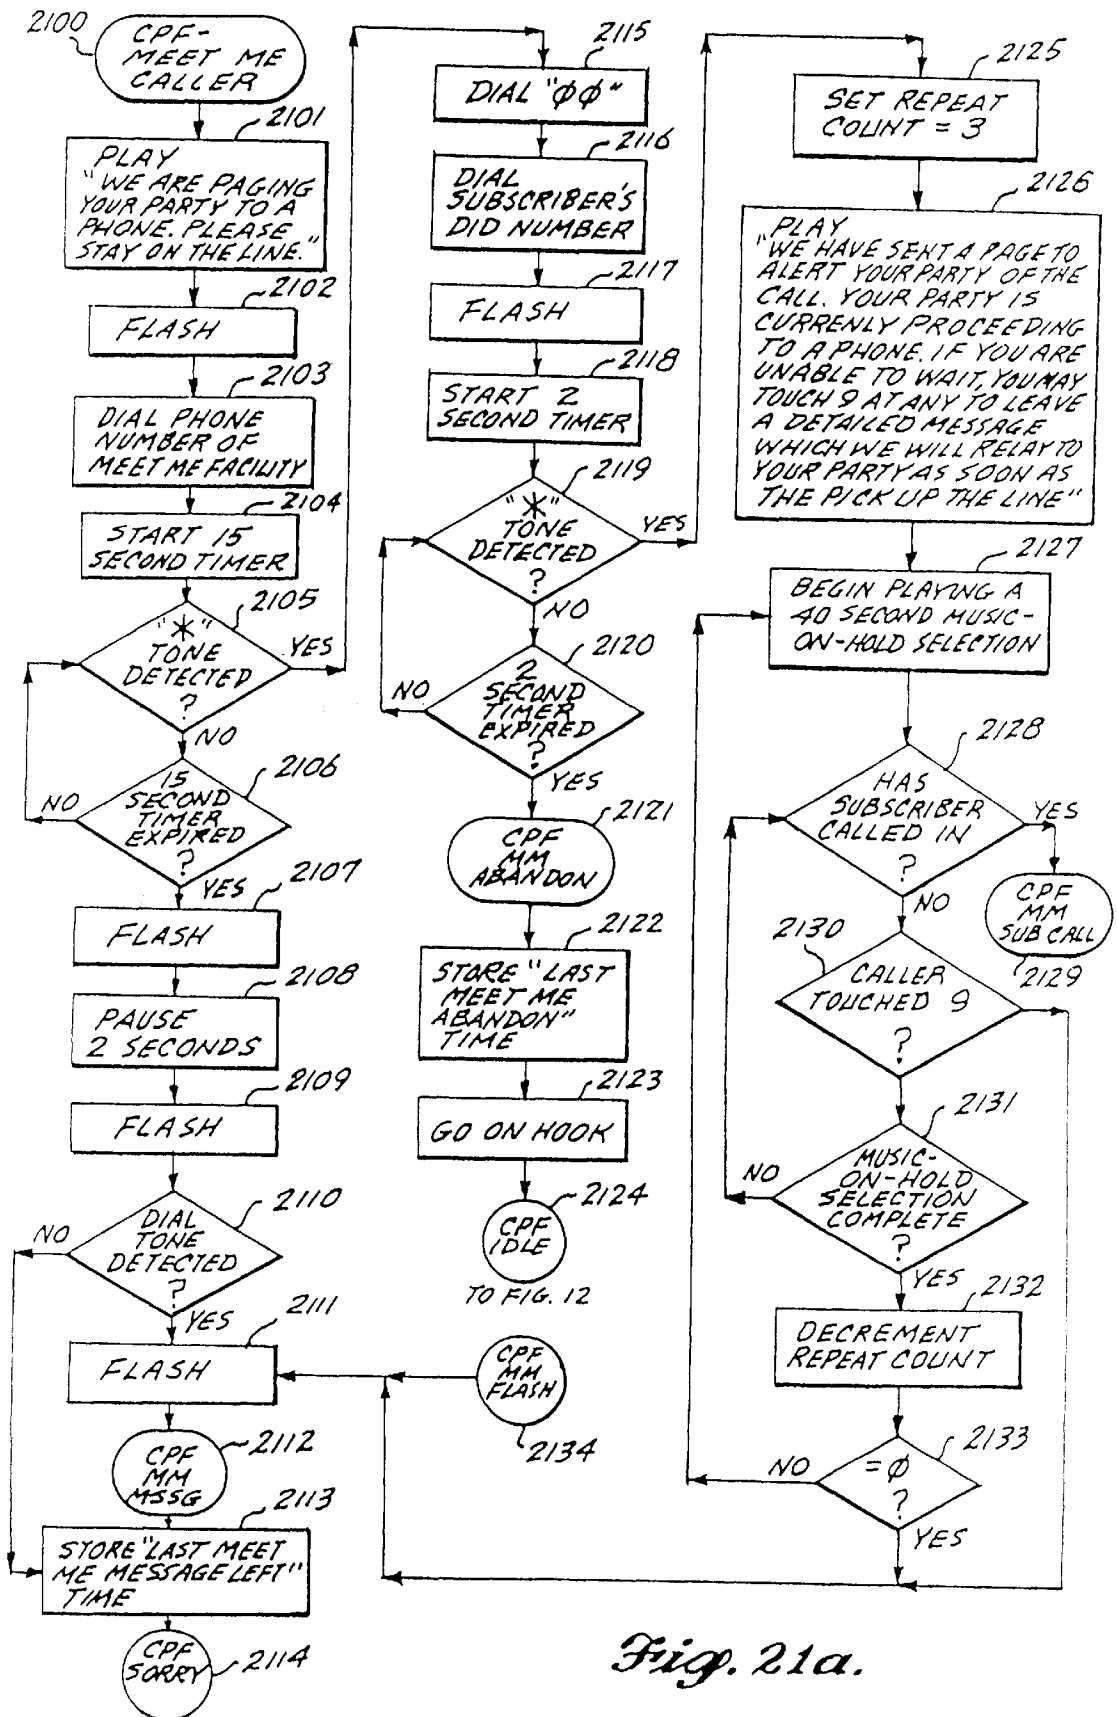 2100
CPF-
MEET ME
CALLER
2101
PLAY
"WE ARE PAGING
YOUR PARTY TO A
PHONE. PLEASE
STAY ON THE LINE."
2102
FLASH
2103
DIAL PHONE
NUMBER OF
MEET ME FACILITY
2104
START 15
SECOND TIMER
2105
"*"
TONE
DETECTED
?
YES
NO
2106
15
SECOND
TIMER
EXPIRED
?
NO
YES
2107
FLASH
2108
PAUSE
2 SECONDS
2109
FLASH
2110
DIAL
TONE
DETECTED
?
NO
YES
2111
FLASH
2112
CPF
MM
MSSG
2113
STORE "LAST MEET
ME MESSAGE LEFT"
TIME
2114
CPF
SORRY
2115
DIAL "φφ"
2116
DIAL
SUBSCRIBER'S
DID NUMBER
2117
FLASH
2118
START 2
SECOND TIMER
2119
"*"
TONE
DETECTED
?
YES
NO
2120
2
SECOND
TIMER
EXPIRED
?
NO
YES
2121
CPF
MM
ABANDON
2122
STORE "LAST
MEET ME
ABANDON"
TIME
2123
GO ON HOOK
2124
CPF
IDLE
TO FIG. 12
CPF
MM
FLASH
2134
2125
SET REPEAT
COUNT = 3
2126
PLAY
"WE HAVE SENT A PAGE TO
ALERT YOUR PARTY OF THE
CALL. YOUR PARTY IS
CURRENLY PROCEEDING
TO A PHONE. IF YOU ARE
UNABLE TO WAIT, YOU MAY
TOUCH 9 AT ANY TO LEAVE
A DETAILED MESSAGE
WHICH WE WILL RELAY TO
YOUR PARTY AS SOON AS
THE PICK UP THE LINE"
2127
BEGIN PLAYING A
40 SECOND MUSIC-
ON-HOLD SELECTION
2128
HAS
SUBSCRIBER
CALLED IN
?
YES
NO
CPF
MM
SUB CALL
2129
2130
CALLER
TOUCHED 9
?
2131
MUSIC-
ON-HOLD
SELECTION
COMPLETE
?
NO
YES
2132
DECREMENT
REPEAT COUNT
2133
=φ
?
NO
YES
Fig. 21a.